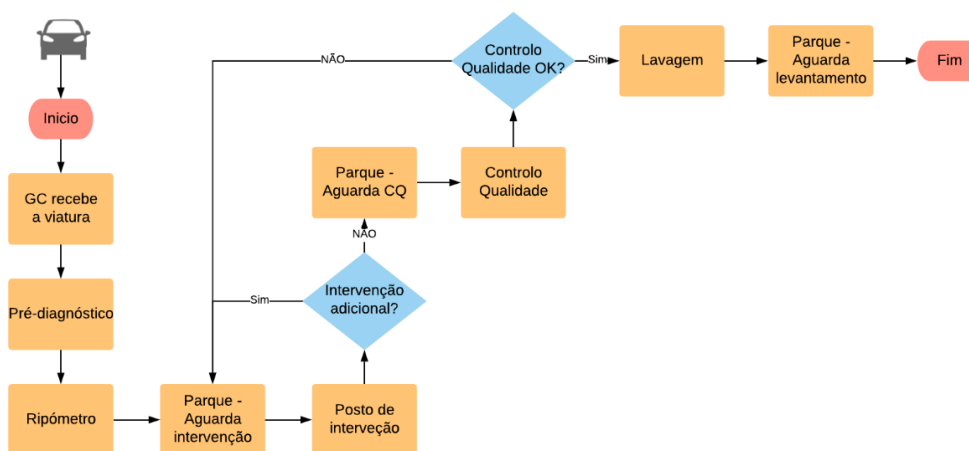 Inicio
GC recebe
a viatura
Pré-diagnóstico
Ripómetro
Parque -
Aguarda
intervenção
Posto de
interveção
Intervenção
adicional?
Sim
NÃO
Parque -
Aguarda CQ
Controlo
Qualidade
Controlo
Qualidade OK?
NÃO
Sim
Lavagem
Parque -
Aguarda
levantamento
Fim